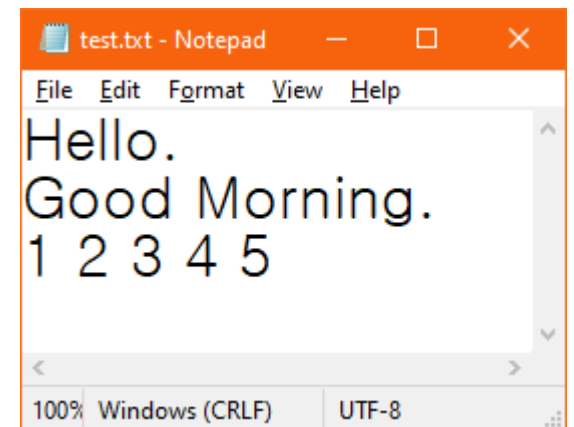 test.txt - Notepad
File Edit Format View Help
Hello.
Good Morning.
1 2 3 4 5
100% Windows (CRLF) UTF-8